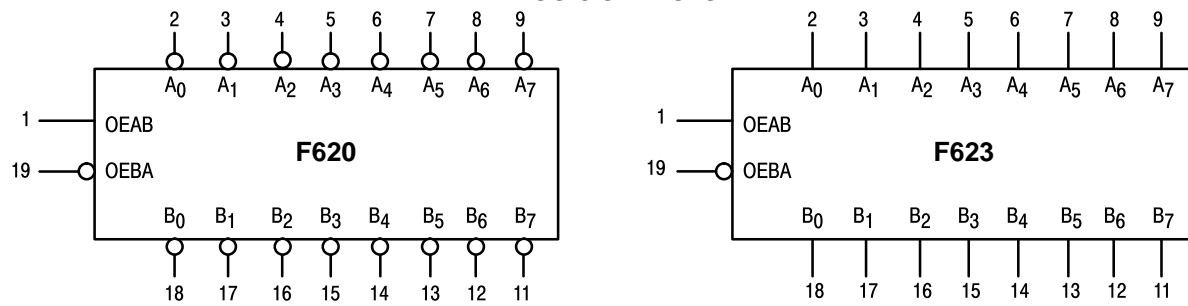 2 3 4 5 6 7 8 9 2 3 4 5 6 7 8 9
A0 A1 A2 A3 A4 A5 A6 A7 A0 A1 A2 A3 A4 A5 A6 A7
1 OEAB 1 OEAB
F620 F623
19 OEBA 19 OEBA
B0 B1 B2 B3 B4 B5 B6 B7 B0 B1 B2 B3 B4 B5 B6 B7
18 17 16 15 14 13 12 11 18 17 16 15 14 13 12 11